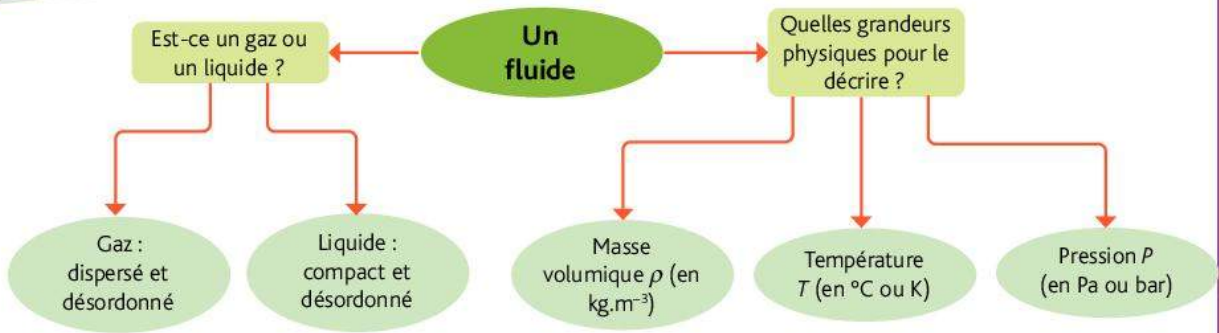 Un
fluide
Est-ce un gaz ou
un liquide ?
Quelles grandeurs
physiques pour le
décrire ?
Gaz :
dispersé et
désordonné
Liquide :
compact et
désordonné
Masse
volumique ρ (en
kg.m⁻³)
Température
T (en °C ou K)
Pression P
(en Pa ou bar)